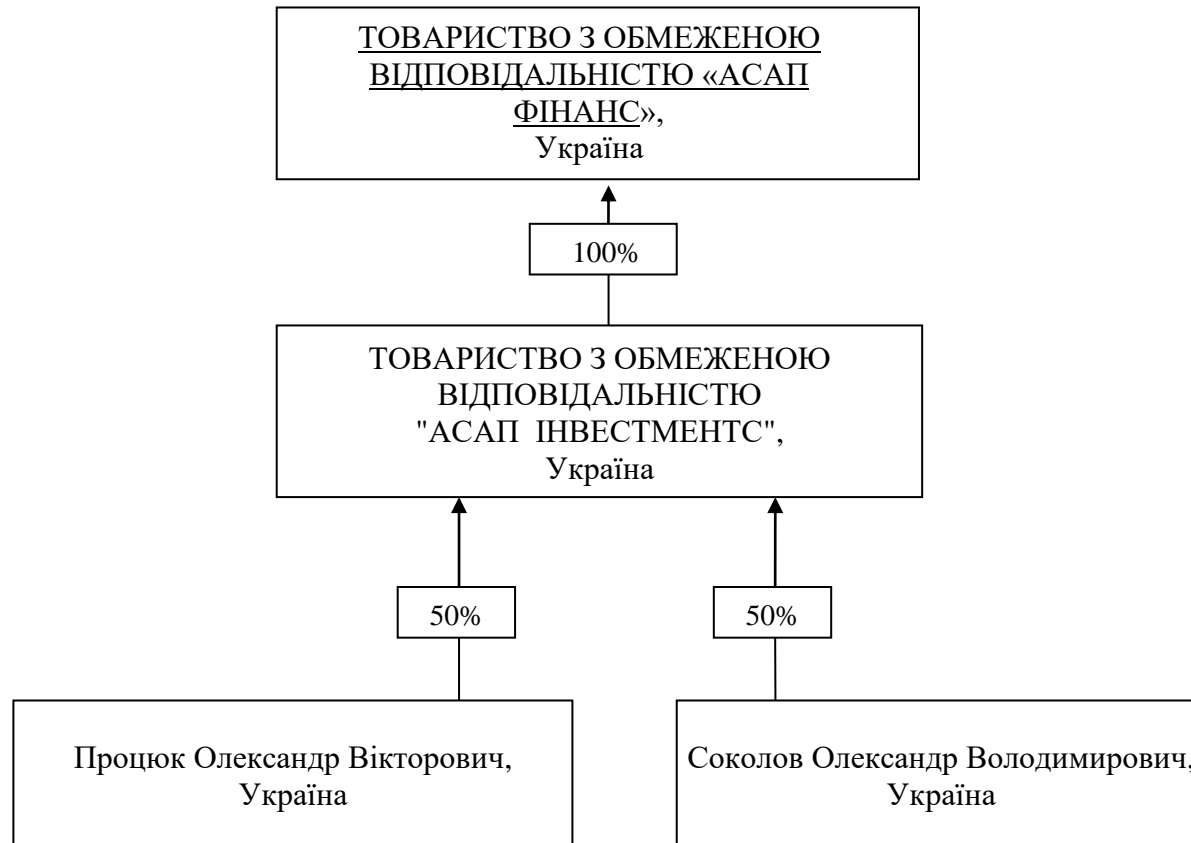 ТОВАРИСТВО З ОБМЕЖЕНОЮ
ВІДПОВІДАЛЬНІСТЮ «АСАП
ФІНАНС»,
Україна
100%
ТОВАРИСТВО З ОБМЕЖЕНОЮ
ВІДПОВІДАЛЬНІСТЮ
"АСАП ІНВЕСТМЕНТС",
Україна
50%
50%
Процюк Олександр Вікторович,
Україна
Соколов Олександр Володимирович,
Україна